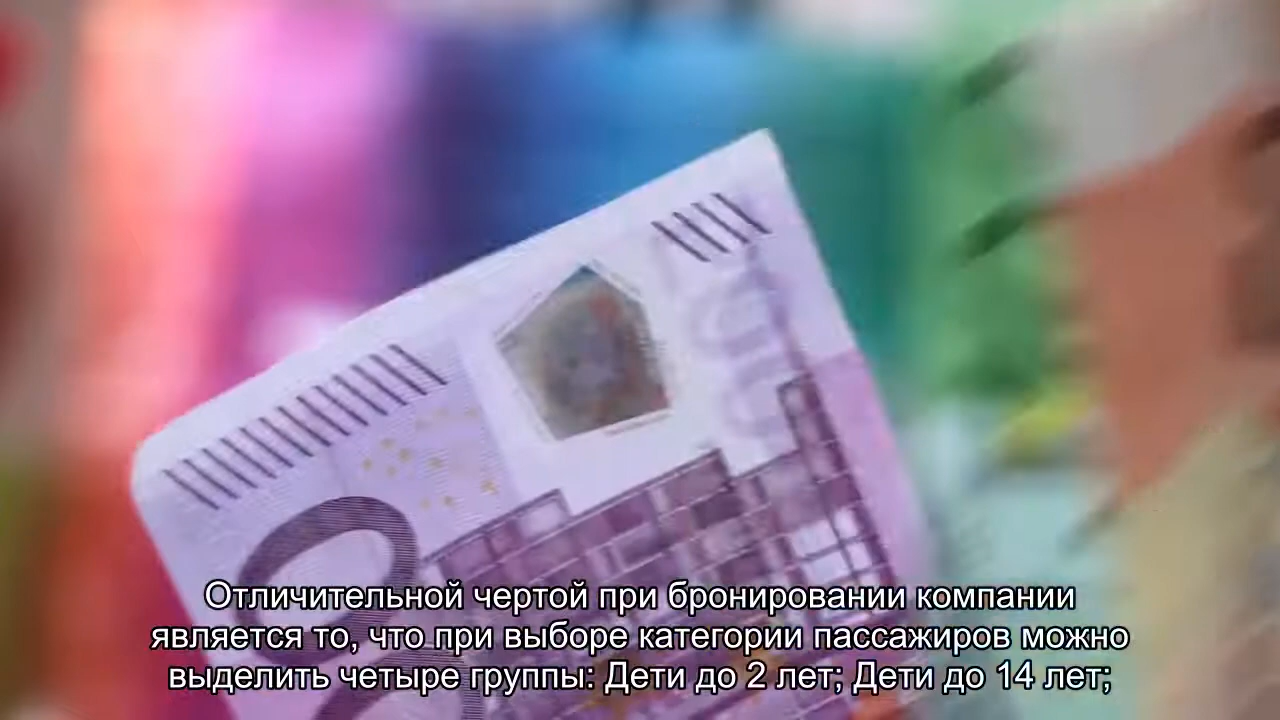 Отличительной чертой при бронировании компании
является то, что при выборе категории пассажиров можно
выделить четыре группы: Дети до 2 лет; Дети до 14 лет;